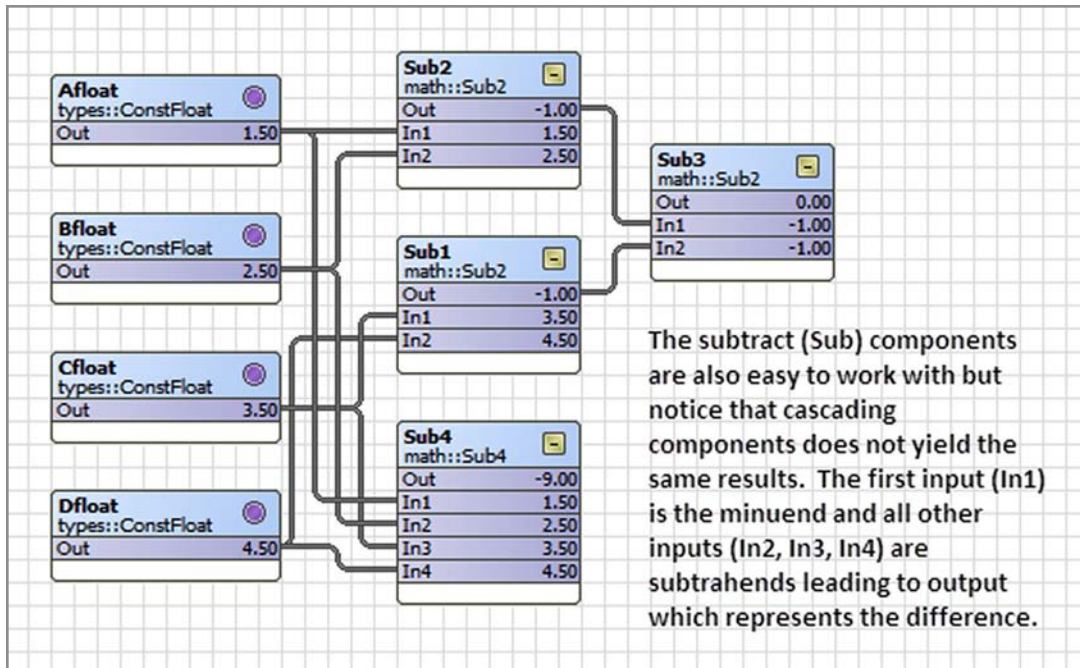 Afloat
types::ConstFloat
Out 1.50
Bfloat
types::ConstFloat
Out 2.50
Cfloat
types::ConstFloat
Out 3.50
Dfloat
types::ConstFloat
Out 4.50
Sub2
math::Sub2
Out -1.00
In1 1.50
In2 2.50
Sub1
math::Sub2
Out -1.00
In1 3.50
In2 4.50
Sub4
math::Sub4
Out -9.00
In1 1.50
In2 2.50
In3 3.50
In4 4.50
Sub3
math::Sub2
Out 0.00
In1 -1.00
In2 -1.00
The subtract (Sub) components
are also easy to work with but
notice that cascading
components does not yield the
same results. The first input (In1)
is the minuend and all other
inputs (In2, In3, In4) are
subtrahends leading to output
which represents the difference.